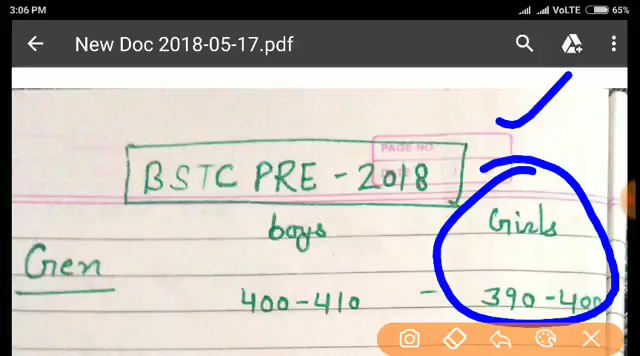 3:06 PM VoLTE 65%
New Doc 2018-05-17.pdf
PAGE NO
BSTC PRE - 2018
boys Girls
Gen
400-410 - 390-400